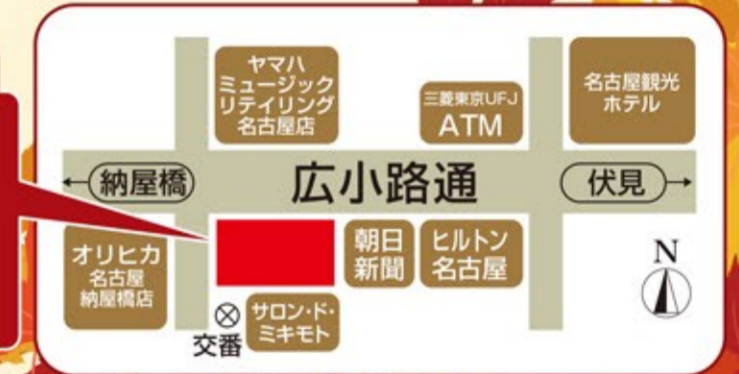 ヤマハ
ミュージック
リテイリング
名古屋店
三菱東京UFJ
ATM
名古屋観光
ホテル
←納屋橋
広小路通
伏見→
オリヒカ
名古屋
納屋橋店
朝日
新聞
ヒルトン
名古屋
N
サロン・ド・
ミキモト
交番